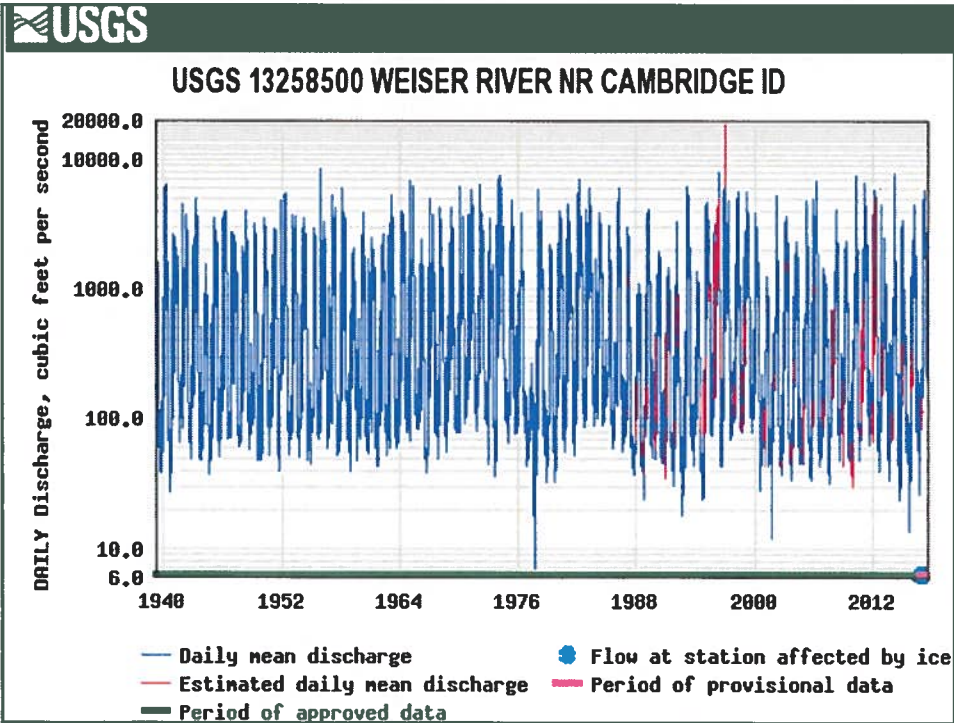 USGS
USGS 13258500 WEISER RIVER NR CAMBRIDGE ID
DAILY Discharge, cubic feet per second
20000.0
10000.0
1000.0
100.0
10.0
6.0
1940 1952 1964 1976 1988 2000 2012
Daily mean discharge
Flow at station affected by ice
Estimated daily mean discharge
Period of provisional data
Period of approved data